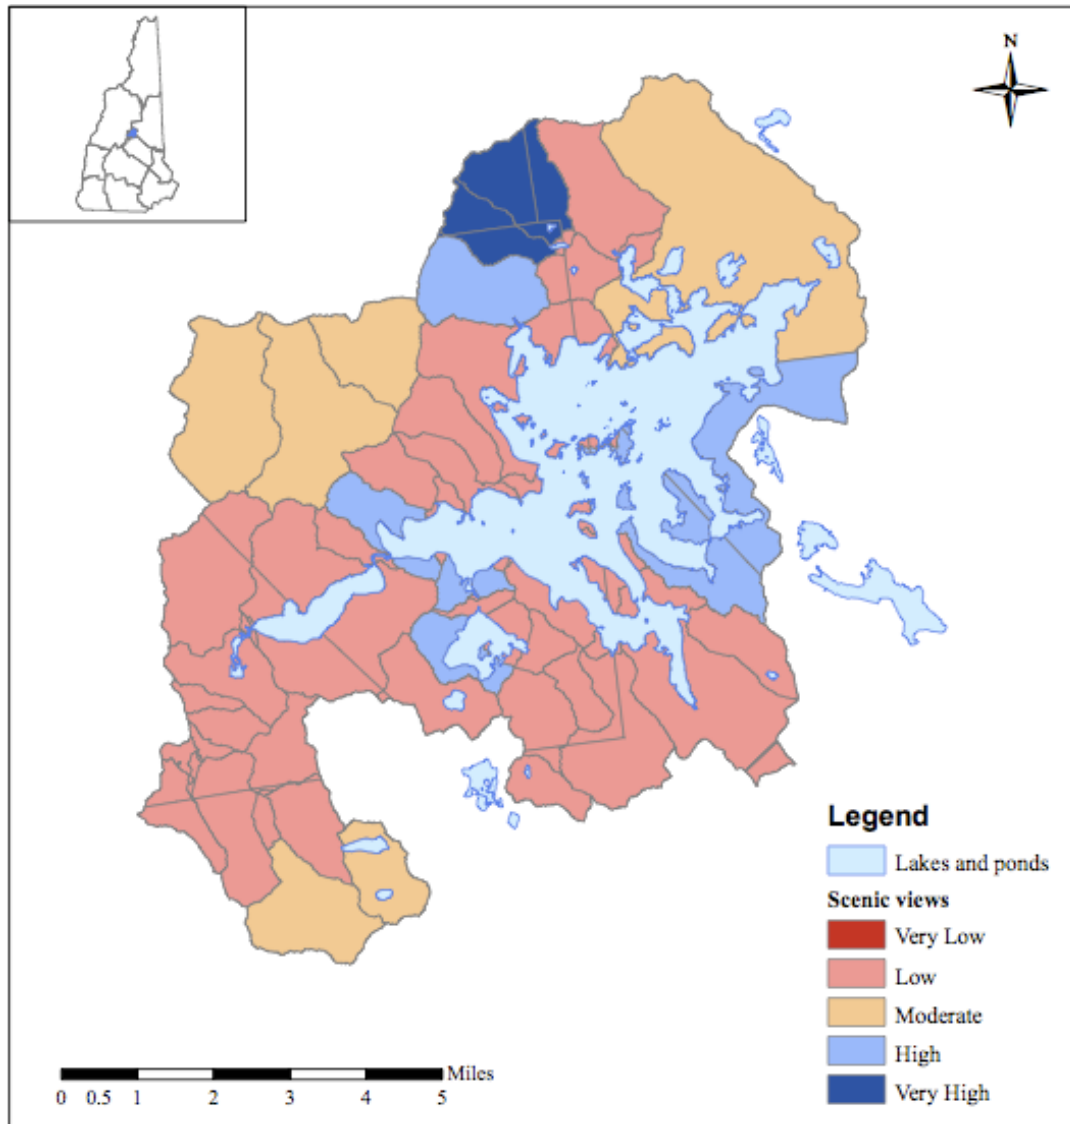 N
Legend
Lakes and ponds
Scenic views
Very Low
Low
Moderate
High
Very High
Miles
0 0.5 1 2 3 4 5